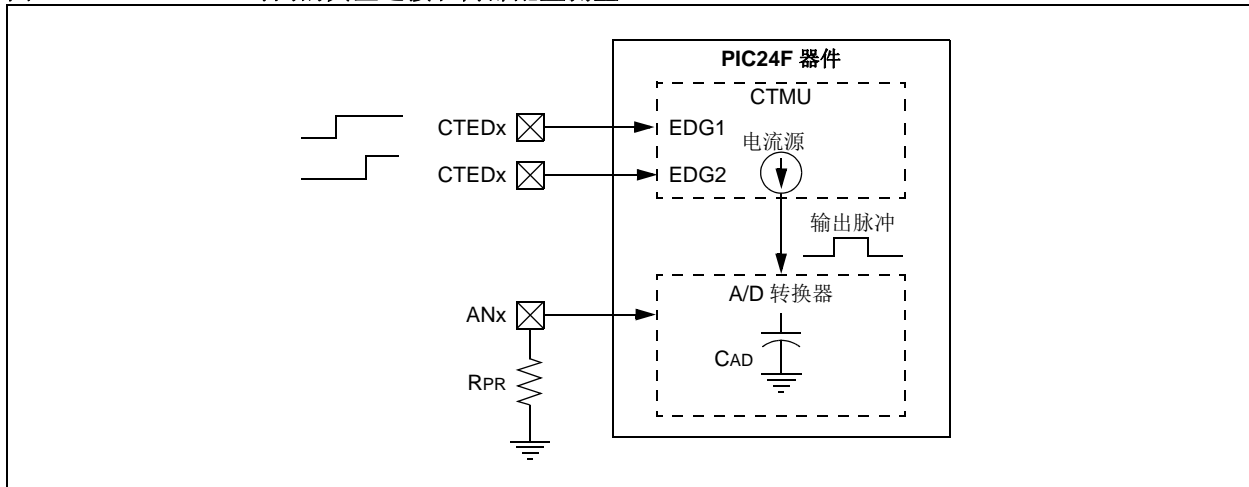 PIC24F 器件
CTMU
CTEDx
EDG1
电流源
CTEDx
EDG2
输出脉冲
A/D 转换器
ANx
CAD
RPR